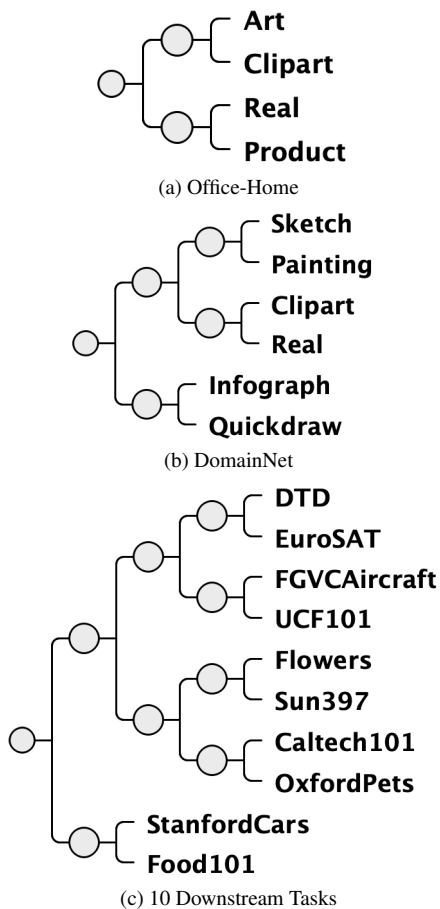 Art
Clipart
Real
Product
(a) Office-Home
Sketch
Painting
Clipart
Real
Infograph
Quickdraw
(b) DomainNet
DTD
EuroSAT
FGVCAircraft
UCF101
Flowers
Sun397
Caltech101
OxfordPets
StanfordCars
Food101
(c) 10 Downstream Tasks